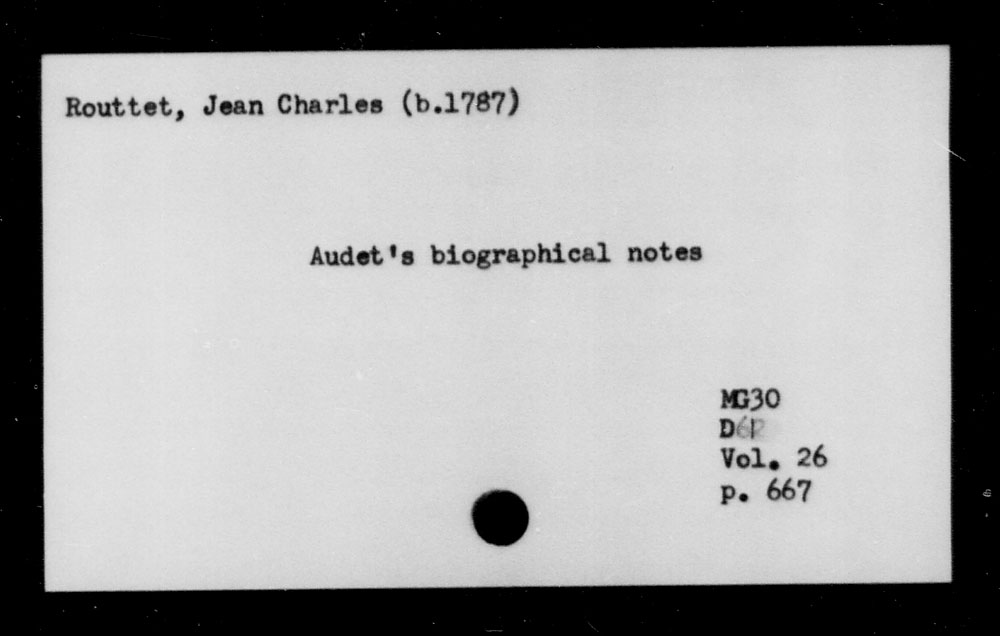 Routtet, Jean Charles (b.1787)
Audet's biographical notes
MG30
D
Vol. 26
p. 667